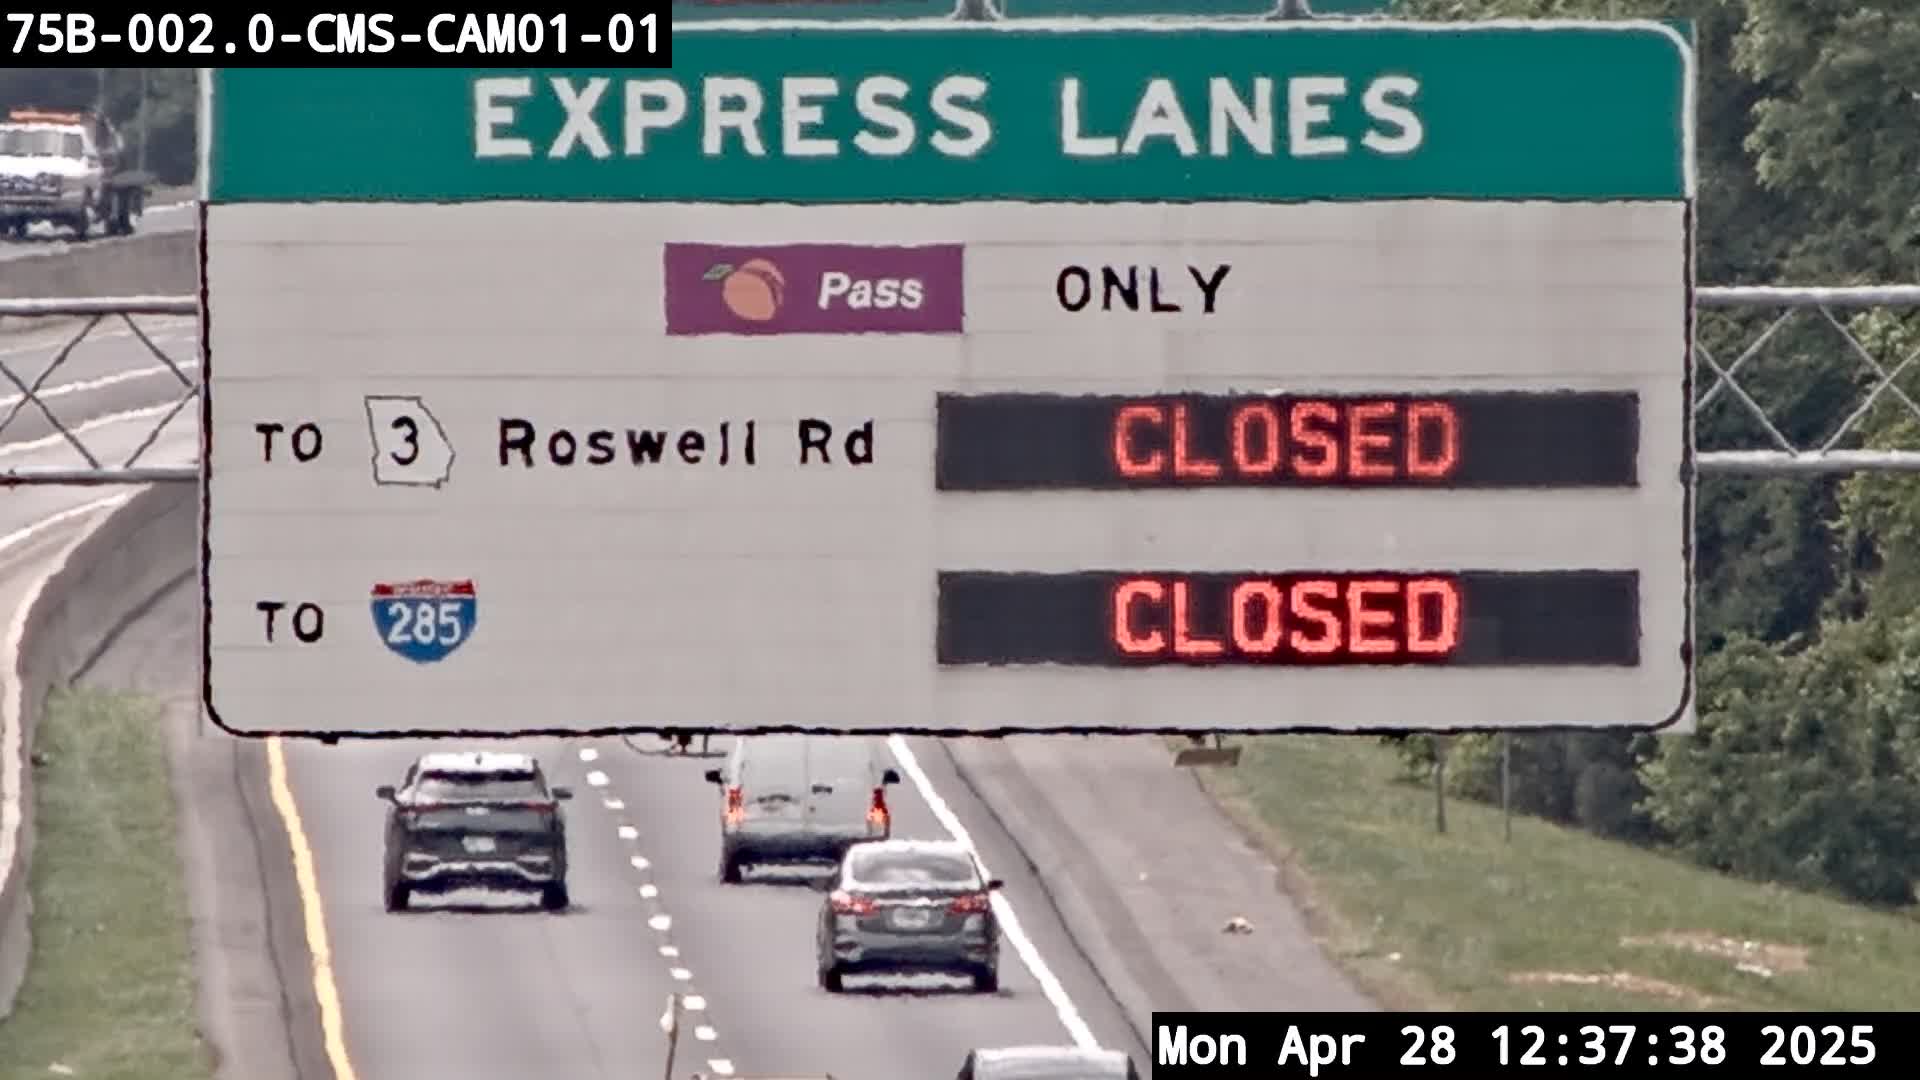 75B-002.0-CMS-CAM01-01
EXPRESS LANES
Pass ONLY
TO 3 Roswell Rd CLOSED
TO 285 CLOSED
Mon Apr 28 12:37:38 2025